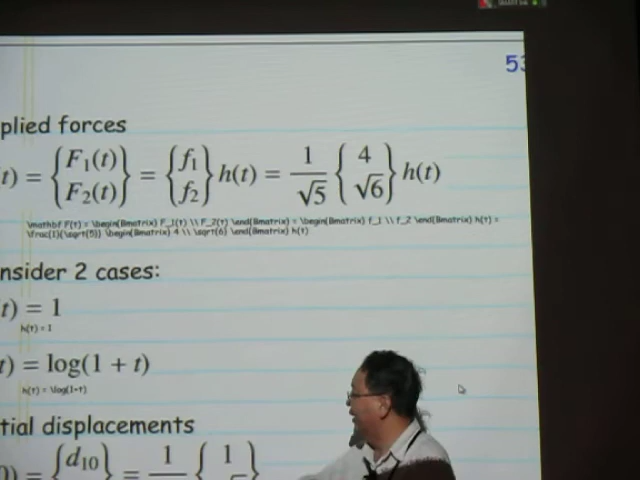 53
plied forces
t) = {F₁(t) F₂(t)} = {f₁ f₂} h(t) = 1/√5 {4 √6} h(t)
\mathbf F(t) = \begin{Bmatrix} F_1(t) \\ F_2(t) \end{Bmatrix} = \begin{Bmatrix} f_1 \\ f_2 \end{Bmatrix} h(t) =
\frac{1}{\sqrt{5}} \begin{Bmatrix} 4 \\ \sqrt{6} \end{Bmatrix} h(t)
nsider 2 cases:
t) = 1
h(t) = 1
t) = log(1 + t)
h(t) = \log(1+t)
tial displacements
0) = {d₁₀ = 1 {1